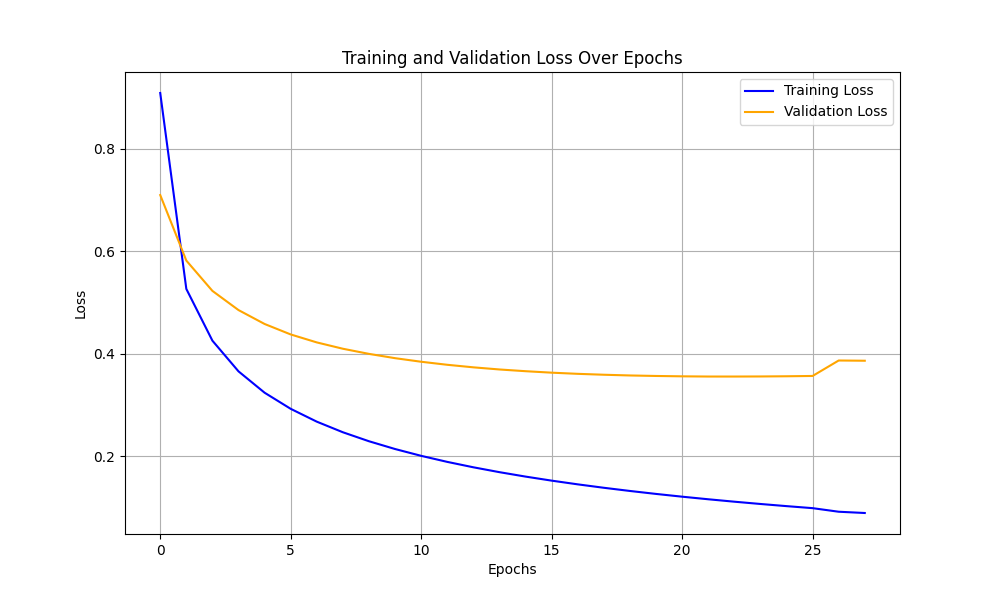 Training and Validation Loss Over Epochs
Training Loss
Validation Loss
0.8
0.6
0.4
0.2
Loss
0 5 10 15 20 25
Epochs